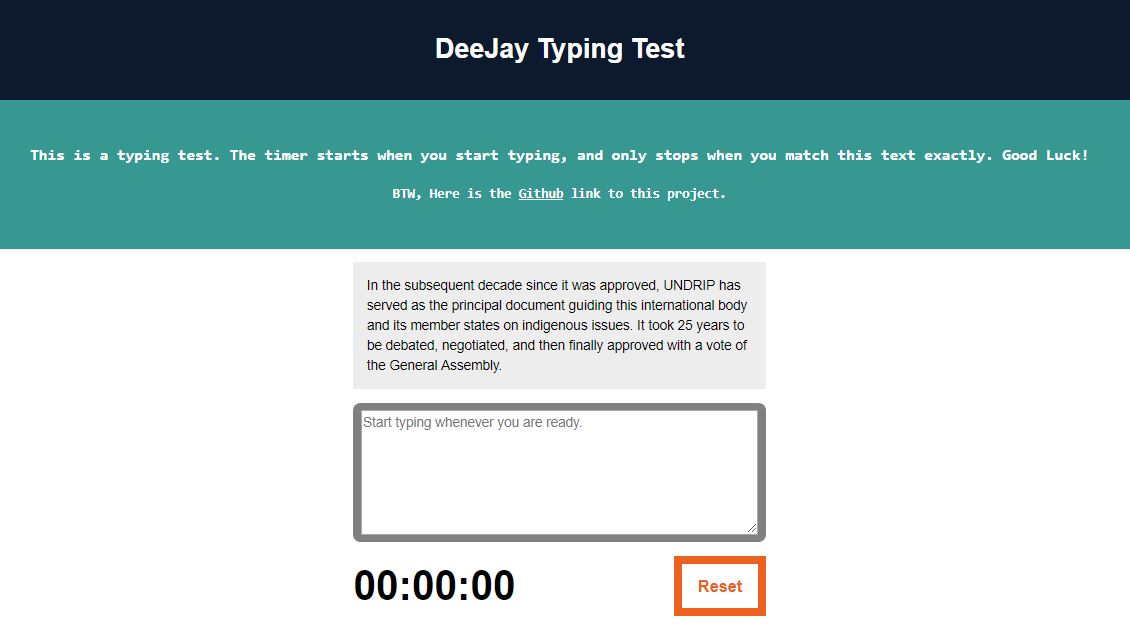 DeeJay Typing Test
This is a typing test. The timer starts when you start typing, and only stops when you match this text exactly. Good Luck!
BTW, Here is the Github link to this project.
In the subsequent decade since it was approved, UNDRIP has
served as the principal document guiding this international body
and its member states on indigenous issues. It took 25 years to
be debated, negotiated, and then finally approved with a vote of
the General Assembly.
Start typing whenever you are ready.
00:00:00
Reset